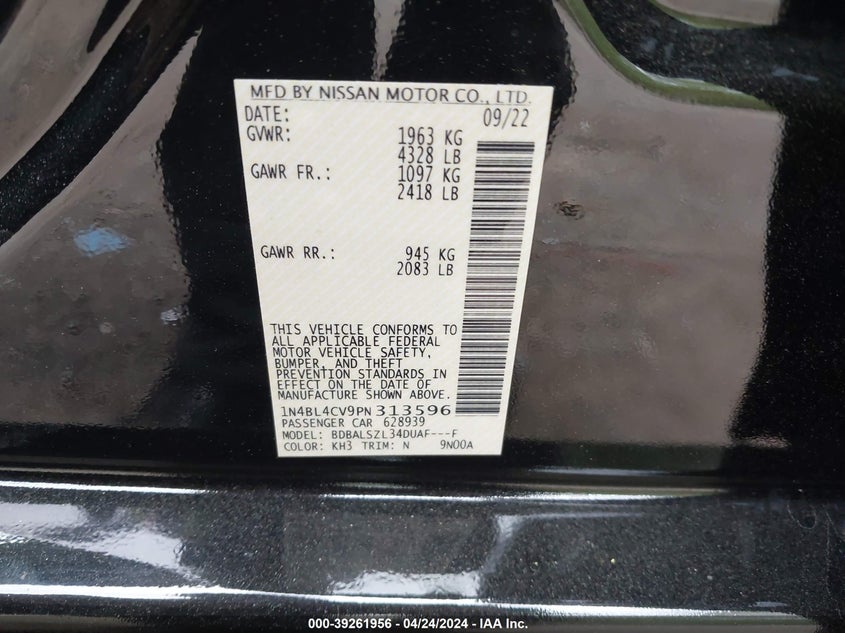 MFD BY NISSAN MOTOR CO., LTD.
DATE: 09/22
GVWR: 1963 KG
4328 LB
GAWR FR.: 1097 KG
2418 LB
GAWR RR.: 945 KG
2083 LB
THIS VEHICLE CONFORMS TO
ALL APPLICABLE FEDERAL
MOTOR VEHICLE SAFETY,
BUMPER, AND THEFT
PREVENTION STANDARDS IN
EFFECT ON THE DATE OF
MANUFACTURE SHOWN ABOVE.
1N4BL4CV9PN313596
PASSENGER CAR 628939
MODEL: BDBALSZL34DUAF---F
COLOR: KH3 TRIM: N 9N00A
000-39261956 - 04/24/2024 - IAA Inc.